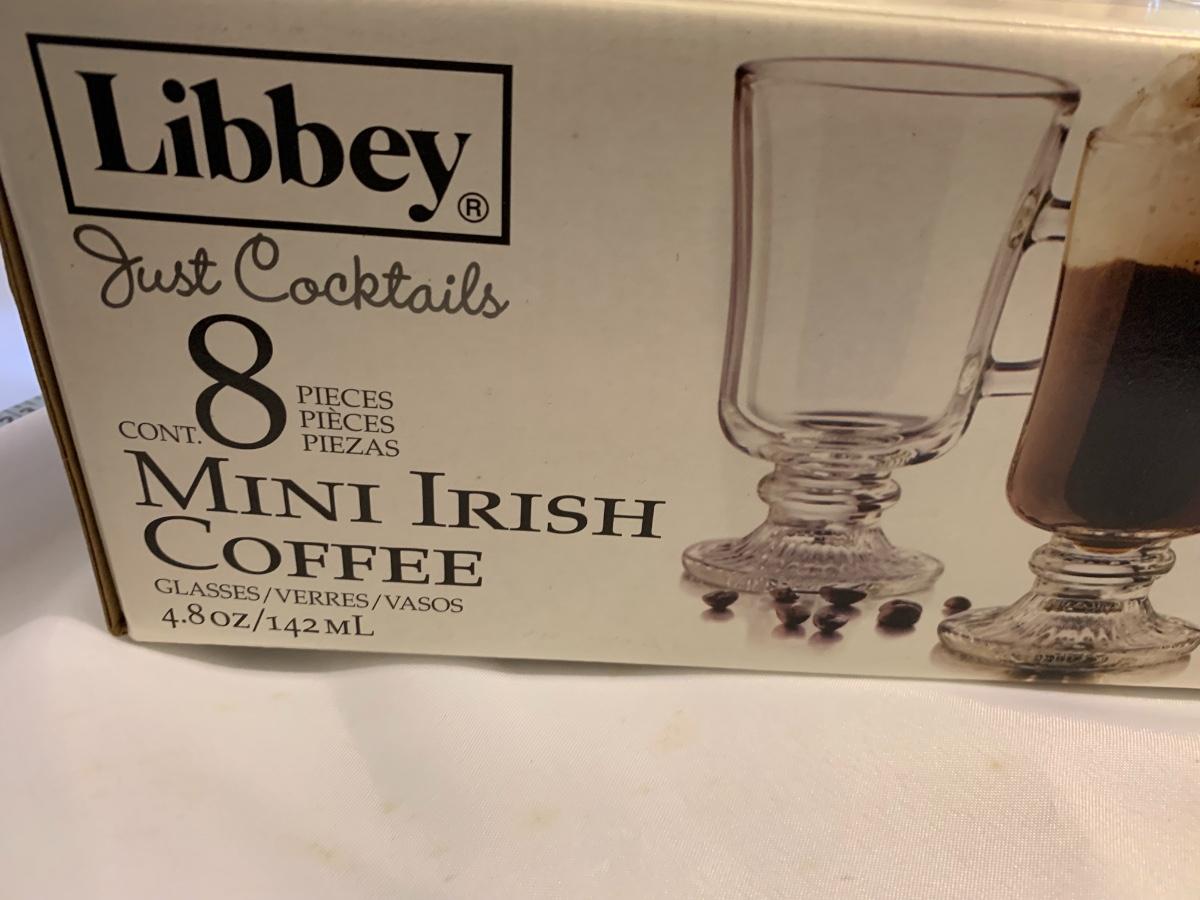 Libbey®
Just Cocktails
CONT. 8 PIECES
PIÈCES
PIEZAS
MINI IRISH
COFFEE
GLASSES/VERRES/VASOS
4.8 OZ/142 ML